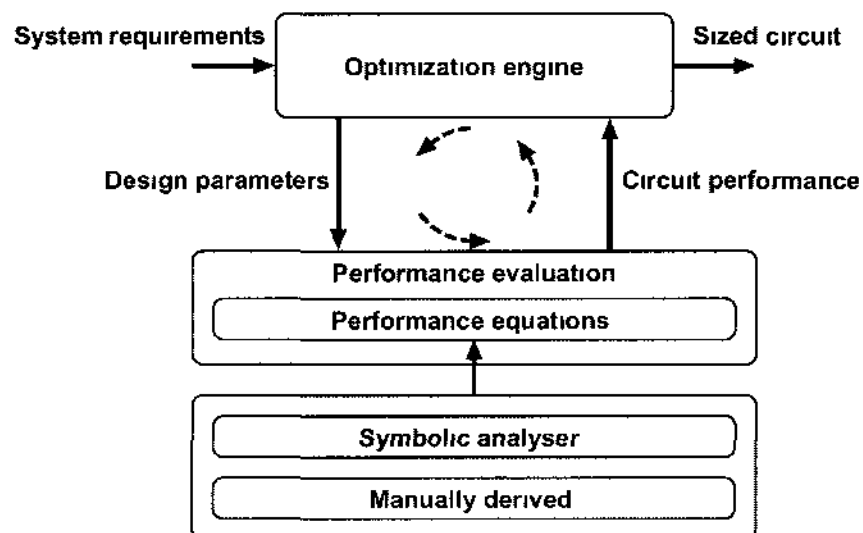 System requirements
Optimization engine
Sized circuit
Design parameters
Circuit performance
Performance evaluation
Performance equations
Symbolic analyser
Manually derived